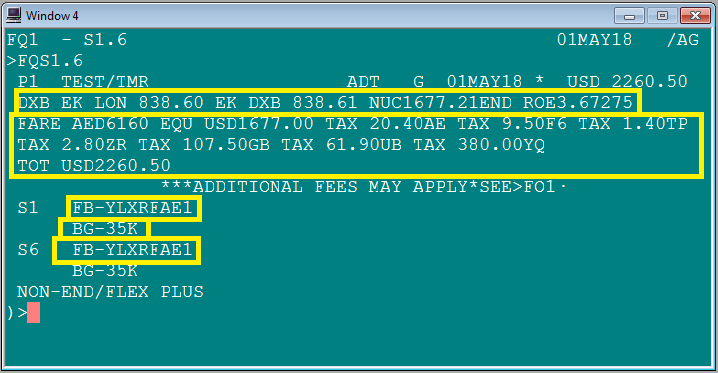 Window 4
FQ1 - S1.6 01MAY18 /AG
>FQS1.6
P1 TEST/TMR ADT G 01MAY18 * USD 2260.50
DXB EK LON 838.60 EK DXB 838.61 NUC1677.21END ROE3.67275
FARE AED6160 EQU USD1677.00 TAX 20.40AE TAX 9.50F6 TAX 1.40TP
TAX 2.80ZR TAX 107.50GB TAX 61.90UB TAX 380.00YQ
TOT USD2260.50
***ADDITIONAL FEES MAY APPLY*SEE>FO1·
S1 FB-YLXRFAE1
BG-35K
S6 FB-YLXRFAE1
BG-35K
NON-END/FLEX PLUS
)>